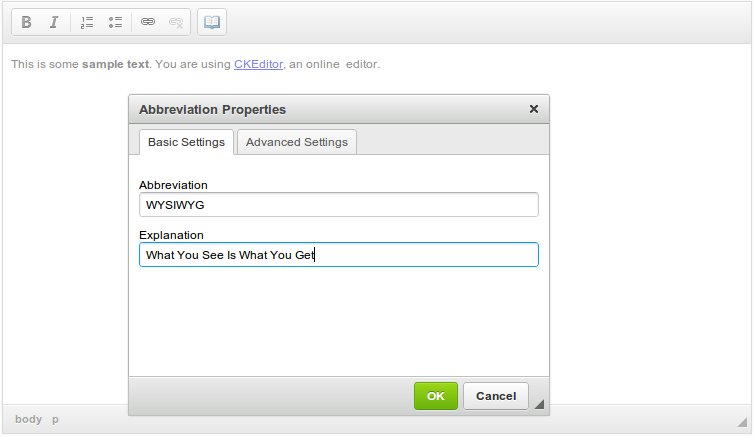 This is some sample text. You are using CKEditor, an online  editor.
Abbreviation Properties
Basic Settings
Advanced Settings
Abbreviation
WYSIWYG
Explanation
What You See Is What You Get
OK
Cancel
body p